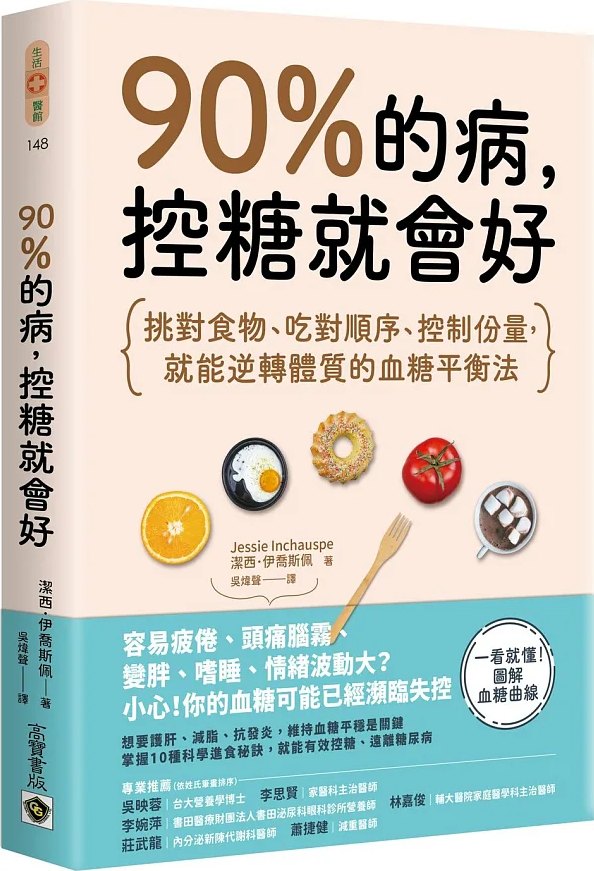 生活
醫館
148
90%的病，控糖就會好
潔西・伊喬斯佩 著
吳煒聲 譯
高寶書版
90%的病，
控糖就會好
挑對食物、吃對順序、控制份量，
就能逆轉體質的血糖平衡法
Jessie Inchauspe
潔西・伊喬斯佩 著
吳煒聲 譯
容易疲倦、頭痛腦霧、
變胖、嗜睡、情緒波動大？
小心！你的血糖可能已經瀕臨失控
一看就懂！
圖解
血糖曲線
想要護肝、減脂、抗發炎，維持血糖平穩是關鍵
掌握10種科學進食秘訣，就能有效控糖、遠離糖尿病
專業推薦（依姓氏筆畫排序）
吳映蓉｜台大營養學博士 李思賢｜家醫科主治醫師 林嘉俊｜輔大醫院家庭醫學科主治醫師
李婉萍｜書田醫療財團法人書田泌尿科眼科診所營養師
莊武龍｜內分泌新陳代謝科醫師 蕭捷健｜減重醫師